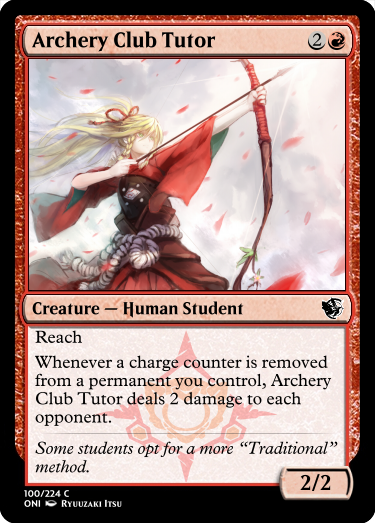 Archery Club Tutor 2
Creature — Human Student
Reach
Whenever a charge counter is removed
from a permanent you control, Archery
Club Tutor deals 2 damage to each
opponent.
Some students opt for a more “Traditional”
method.
2/2
100/224 C
ONI Ryuuzaki Itsu